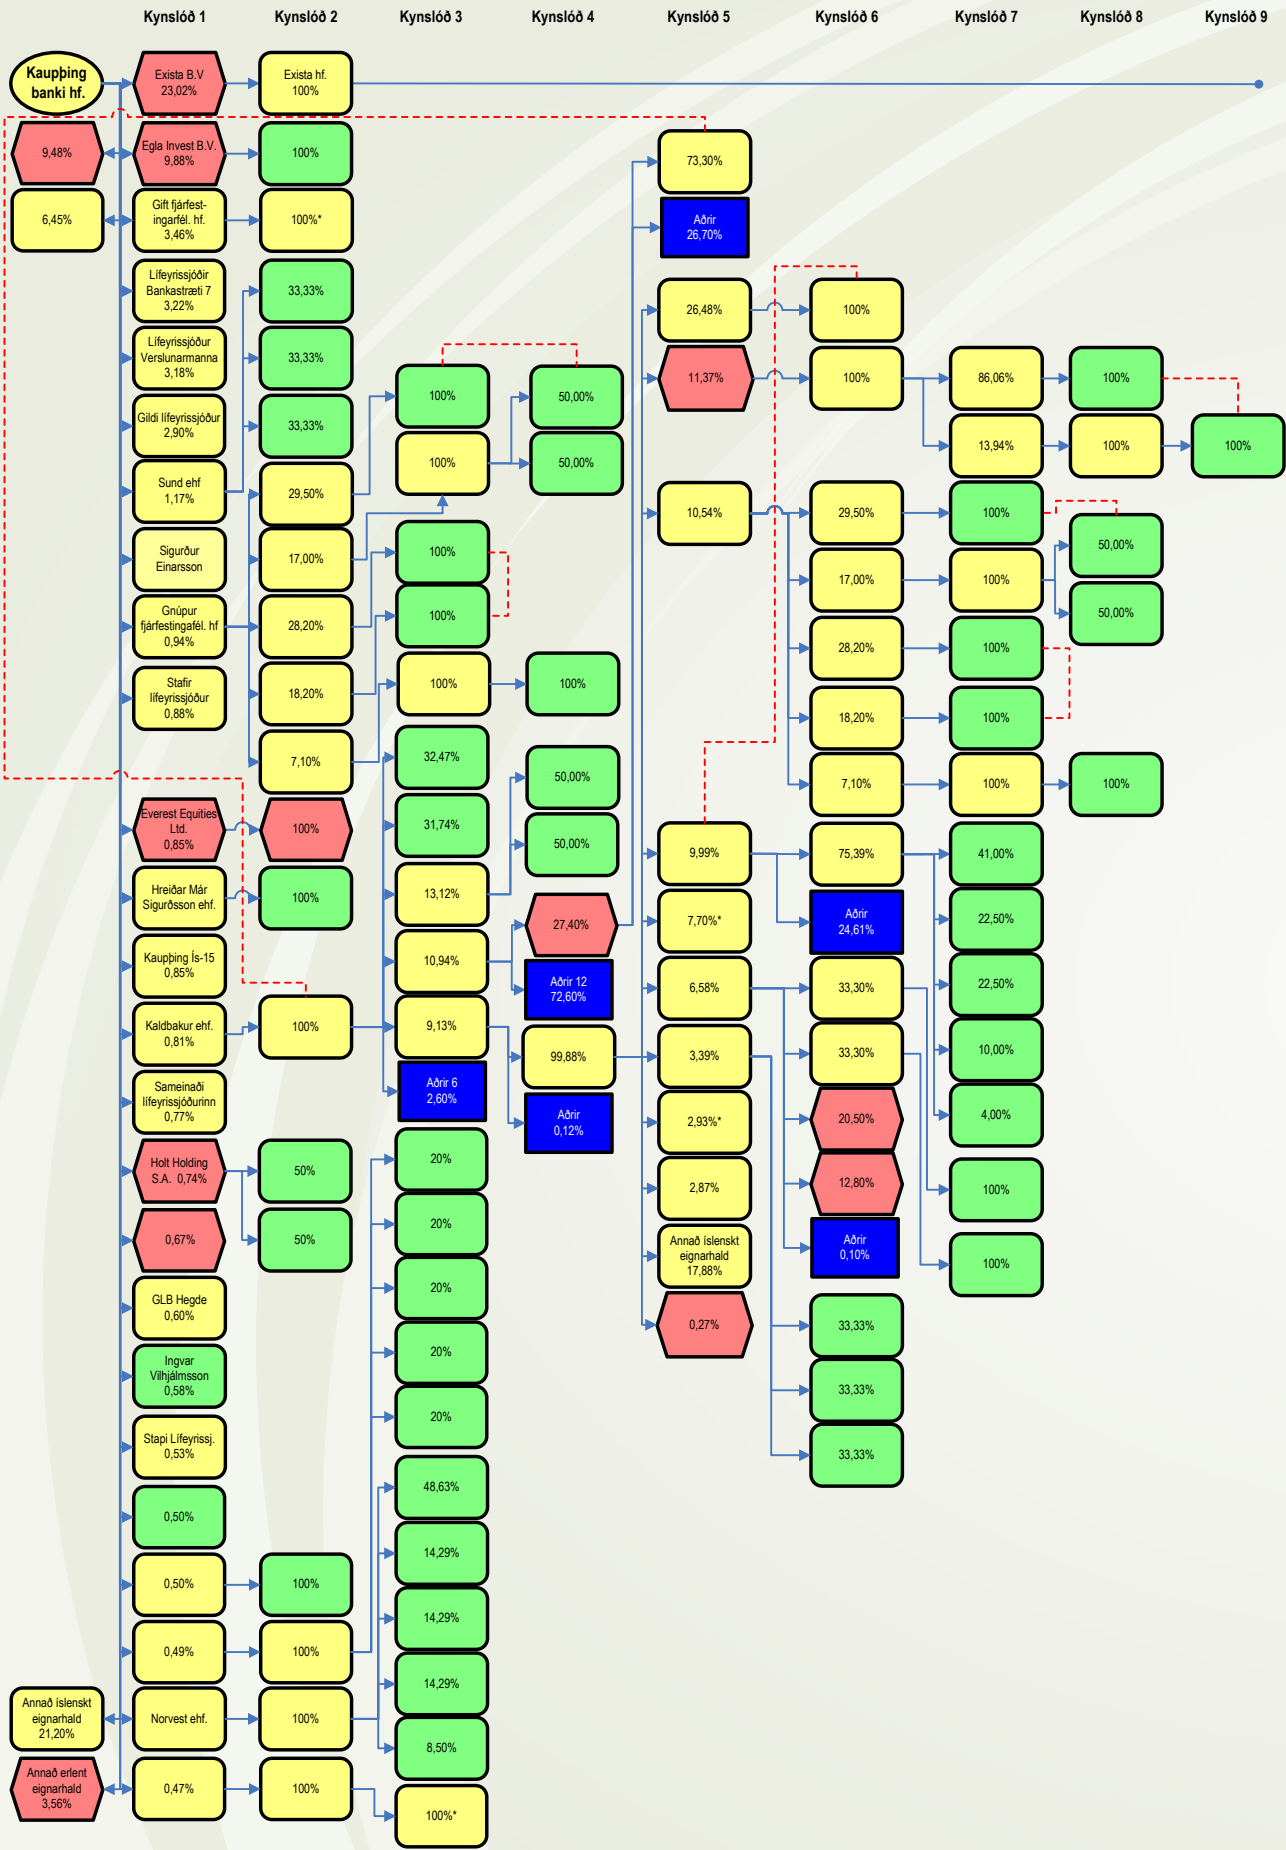 Kynslóð 1
Kynslóð 2
Kynslóð 3
Kynslóð 4
Kynslóð 5
Kynslóð 6
Kynslóð 7
Kynslóð 8
Kynslóð 9
Kaupþing
banki hf.
9,48%
6,45%
Annað íslenskt
eignarhald
21,20%
Annað erlent
eignarhald
3,56%
Exista B.V
23,02%
Egla Invest B.V.
9,88%
Gift fjárfest-
ingarfél. hf.
3,46%
Lífeyrissjóðir
Bankastræti 7
3,22%
Lífeyrissjóður
Verslunarmanna
3,18%
Gildi lífeyrissjóður
2,90%
Sund ehf
1,17%
Sigurður
Einarsson
Gnúpur
fjárfestingafél. hf
0,94%
Stafir
lífeyrissjóður
0,88%
Everest Equities
Ltd.
0,85%
Hreiðar Már
Sigurðsson ehf.
Kaupþing Ís-15
0,85%
Kaldbakur ehf.
0,81%
Sameinaði
lífeyrissjóðurinn
0,77%
Holt Holding
S.A. 0,74%
0,67%
GLB Hegde
0,60%
Ingvar
Vilhjálmsson
0,58%
Stapi Lífeyrissj.
0,53%
0,50%
0,50%
0,49%
Norvest ehf.
0,47%
Exista hf.
100%
100%
100%*
33,33%
33,33%
33,33%
29,50%
17,00%
28,20%
18,20%
7,10%
100%
100%
100%
50%
50%
100%
100%
100%
100%
100%
100%
100%
100%
100%
32,47%
31,74%
13,12%
10,94%
9,13%
Aðrir 6
2,60%
20%
20%
20%
20%
20%
48,63%
14,29%
14,29%
14,29%
8,50%
100%*
50,00%
50,00%
100%
50,00%
50,00%
27,40%
Aðrir 12
72,60%
99,88%
Aðrir
0,12%
73,30%
Aðrir
26,70%
26,48%
11,37%
10,54%
9,99%
7,70%*
6,58%
3,39%
2,93%*
2,87%
Annað íslenskt
eignarhald
17,88%
0,27%
100%
100%
29,50%
17,00%
28,20%
18,20%
7,10%
75,39%
Aðrir
24,61%
33,30%
33,30%
20,50%
12,80%
Aðrir
0,10%
33,33%
33,33%
33,33%
86,06%
13,94%
100%
100%
100%
100%
100%
41,00%
22,50%
22,50%
10,00%
4,00%
100%
100%
100%
100%
50,00%
50,00%
100%
100%